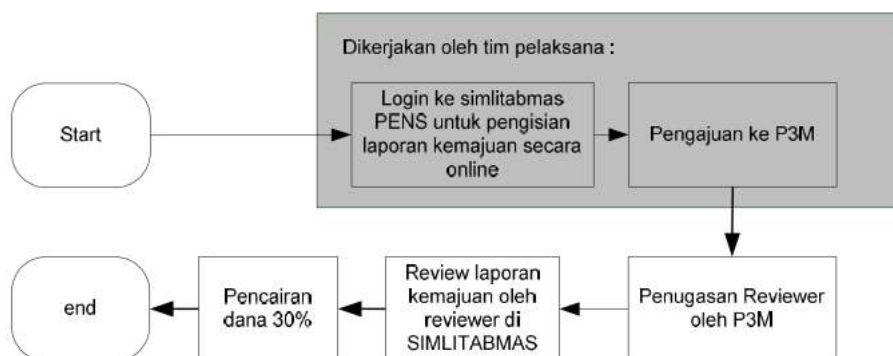 Dikerjakan oleh tim pelaksana :
Start
Login ke simlitabmas
PENS untuk pengisian
laporan kemajuan secara
online
Pengajuan ke P3M
Penugasan Reviewer
oleh P3M
Review laporan
kemajuan oleh
reviewer di
SIMLITABMAS
Pencairan
dana 30%
end